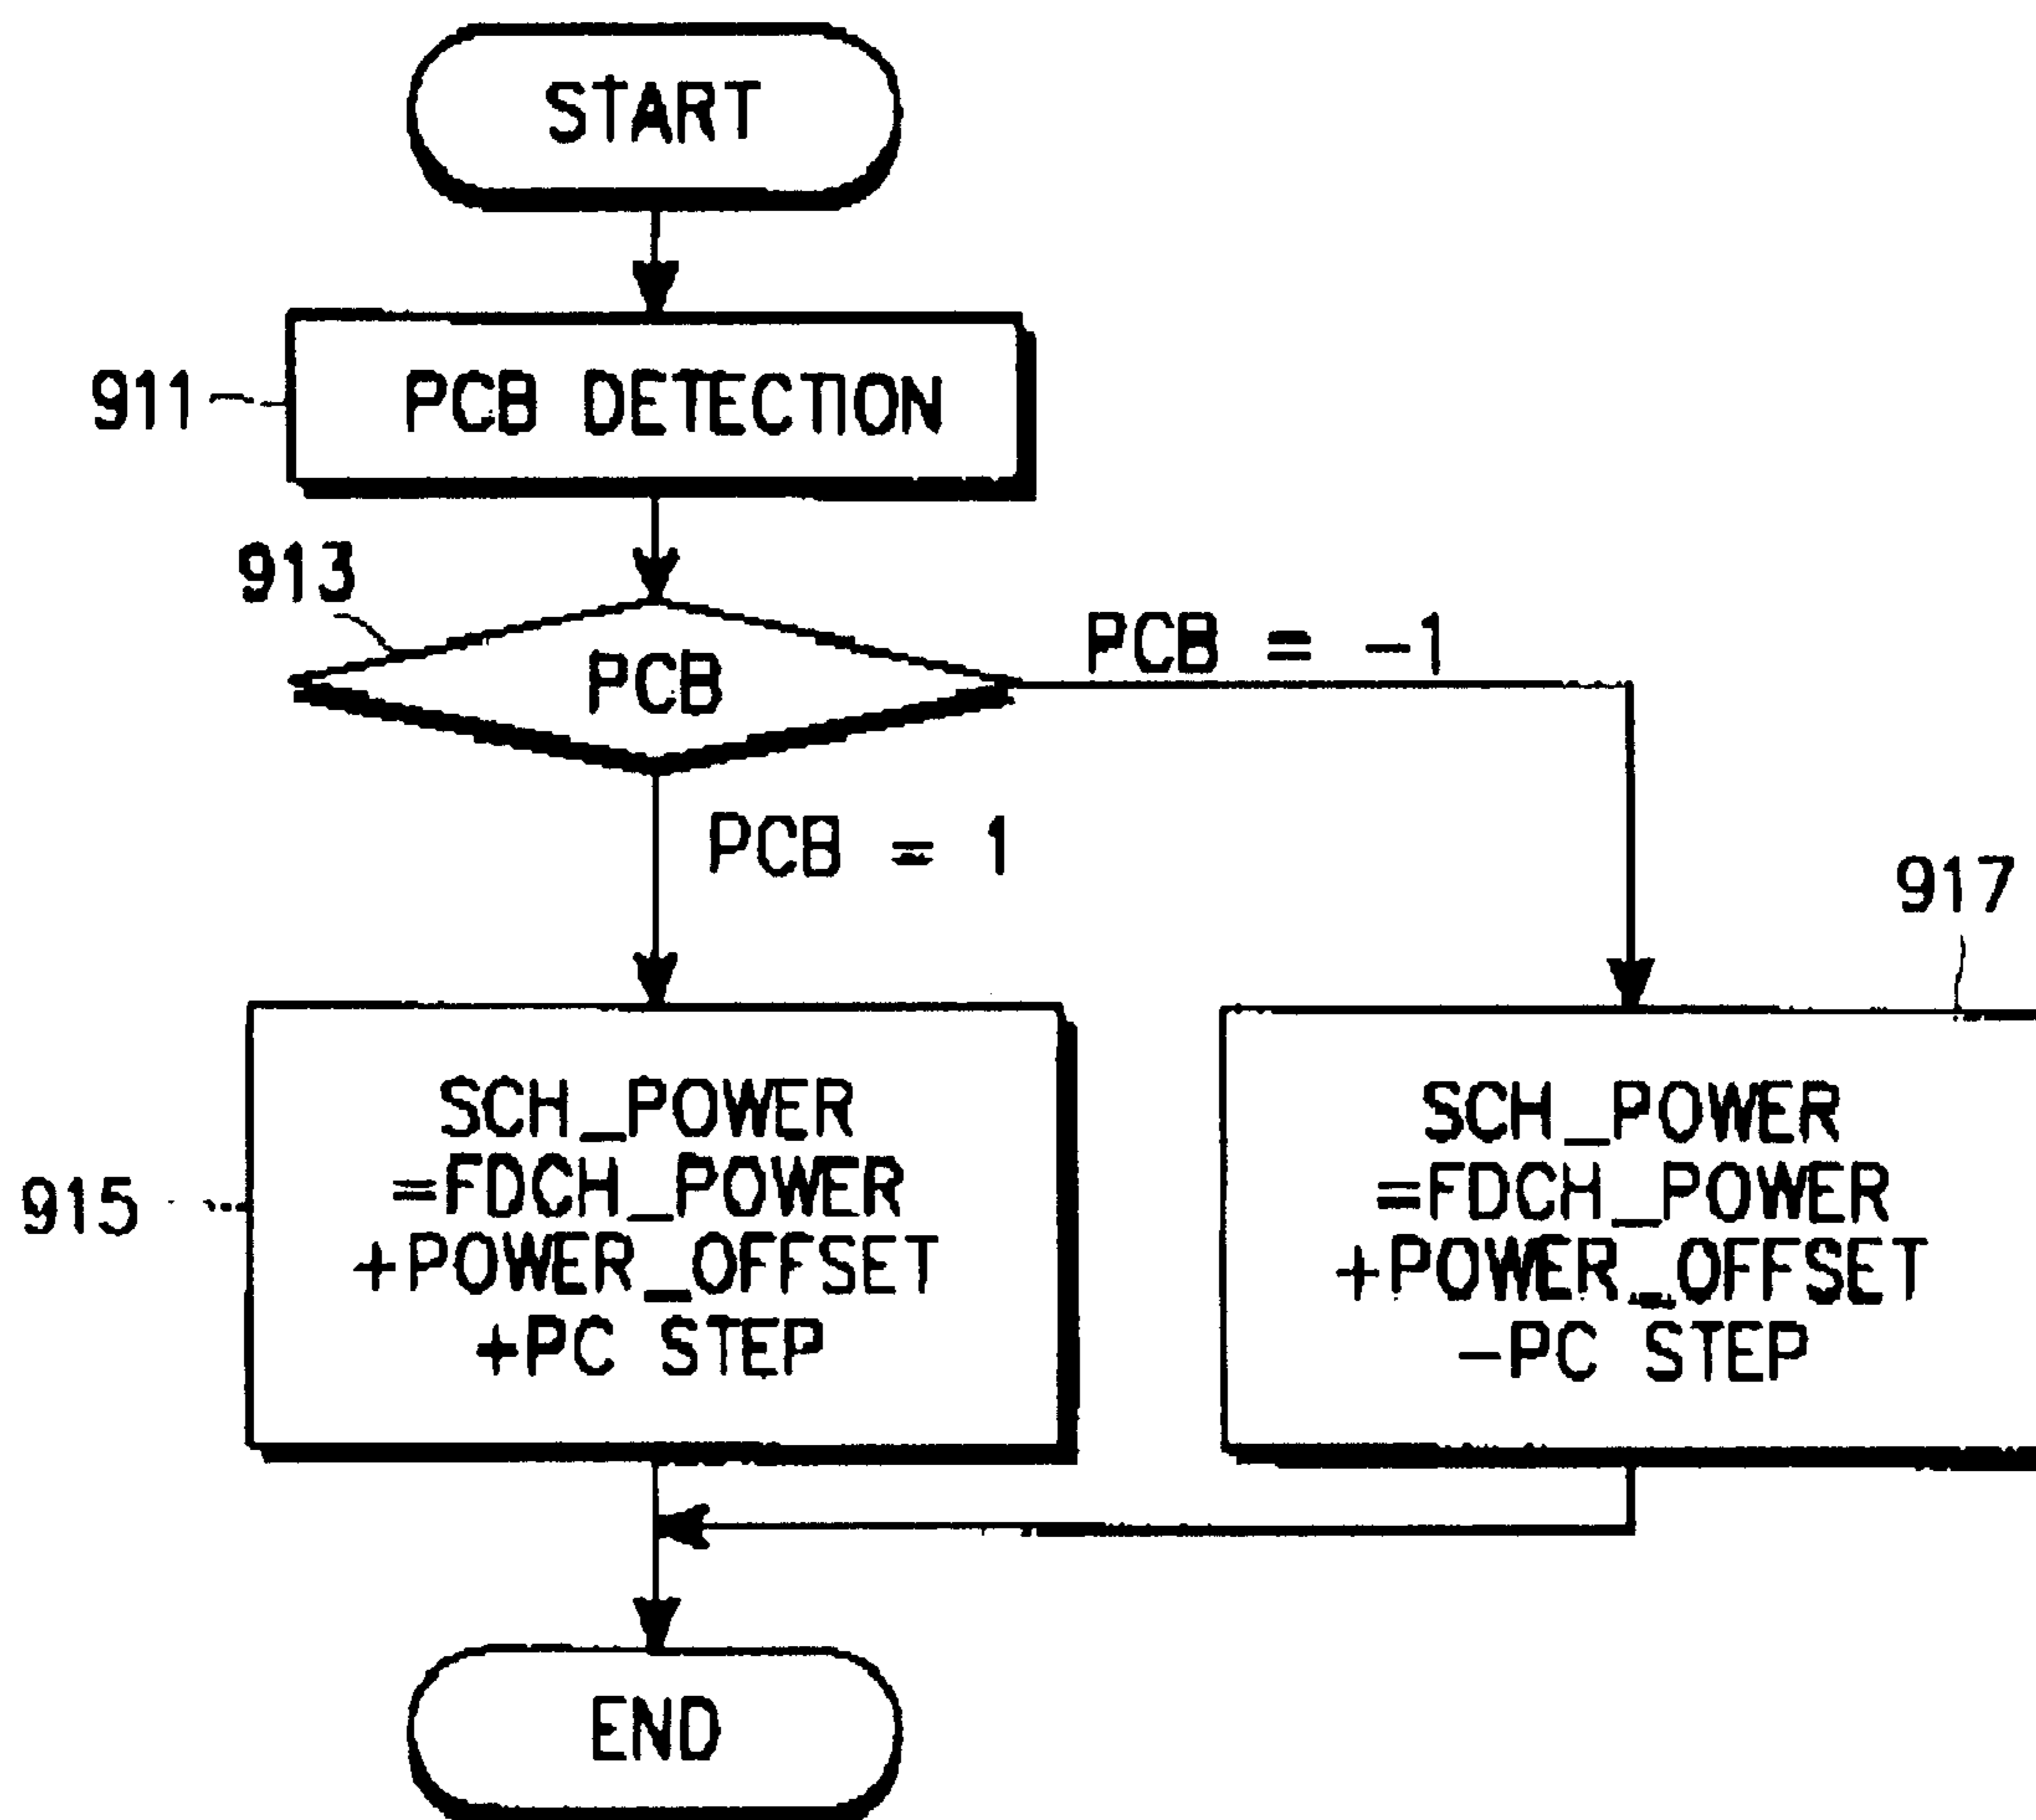 START
911
PCB DETECTION
913
PCB
PCB = -1
PCB = 1
917
915
SCH_POWER
=FDCH_POWER
+POWER_OFFSET
+PC STEP
SCH_POWER
=FDCH_POWER
+POWER_OFFSET
-PC STEP
END